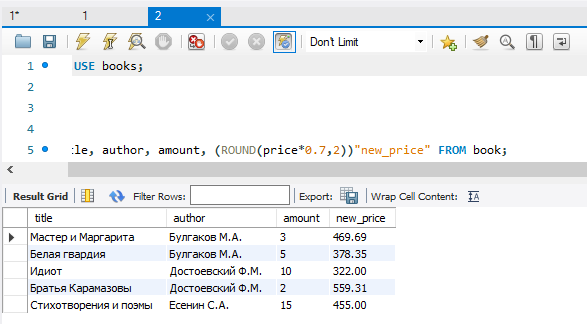 1* 1 2
Don't Limit
1 USE books;
2
3
4
5 tle, author, amount, (ROUND(price*0.7,2))"new_price" FROM book;
Result Grid Filter Rows: Export: Wrap Cell Content:
title author amount new_price
Мастер и Маргарита Булгаков М.А. 3 469.69
Белая гвардия Булгаков М.А. 5 378.35
Идиот Достоевский Ф.М. 10 322.00
Братья Карамазовы Достоевский Ф.М. 2 559.31
Стихотворения и поэмы Есенин С.А. 15 455.00